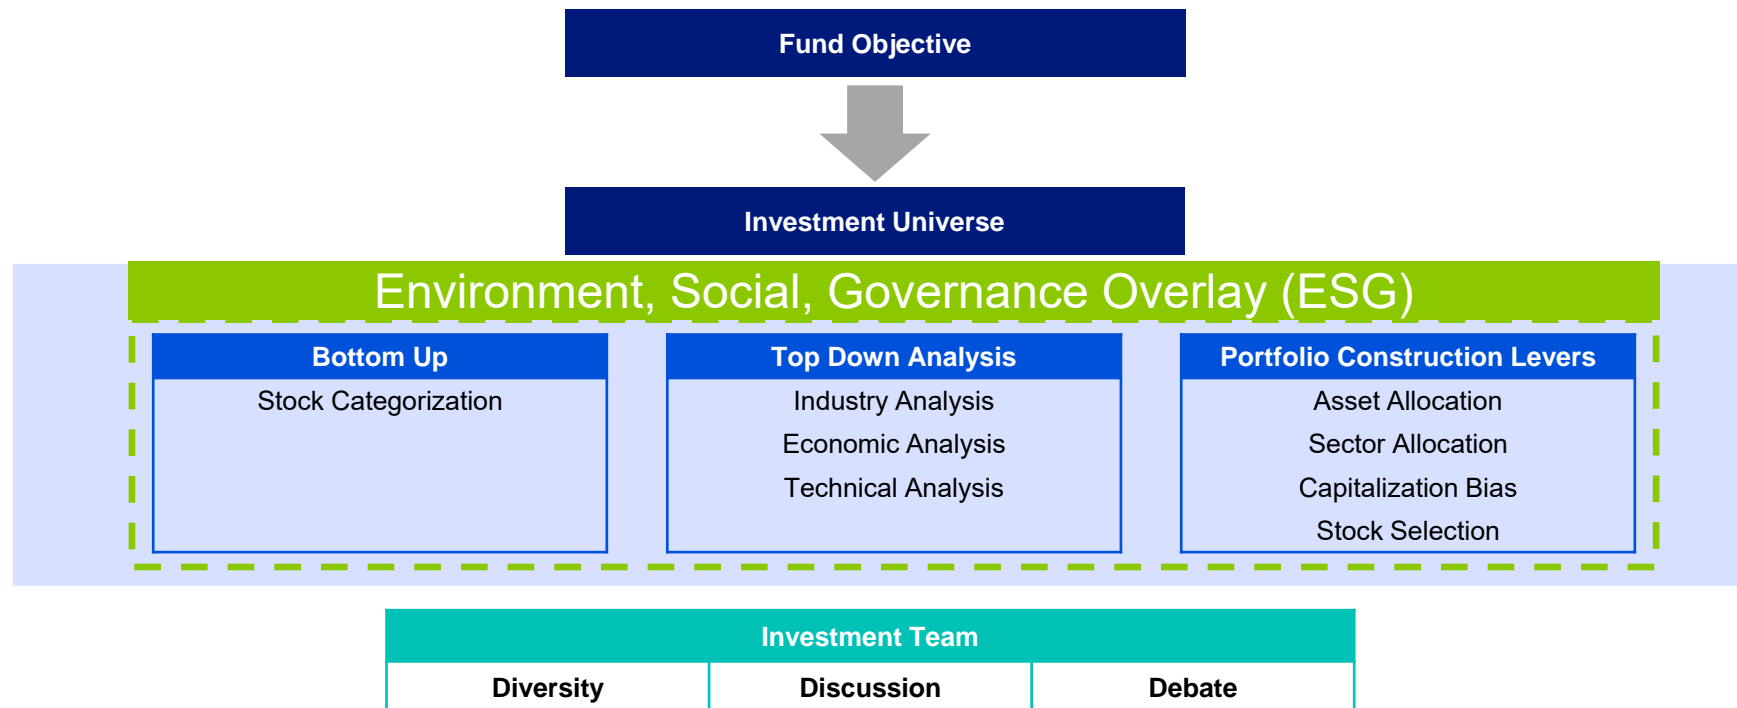 Fund Objective
Investment Universe
Environment, Social, Governance Overlay (ESG)
Bottom Up
Stock Categorization
Top Down Analysis
Industry Analysis
Economic Analysis
Technical Analysis
Portfolio Construction Levers
Asset Allocation
Sector Allocation
Capitalization Bias
Stock Selection
Investment Team
Diversity
Discussion
Debate